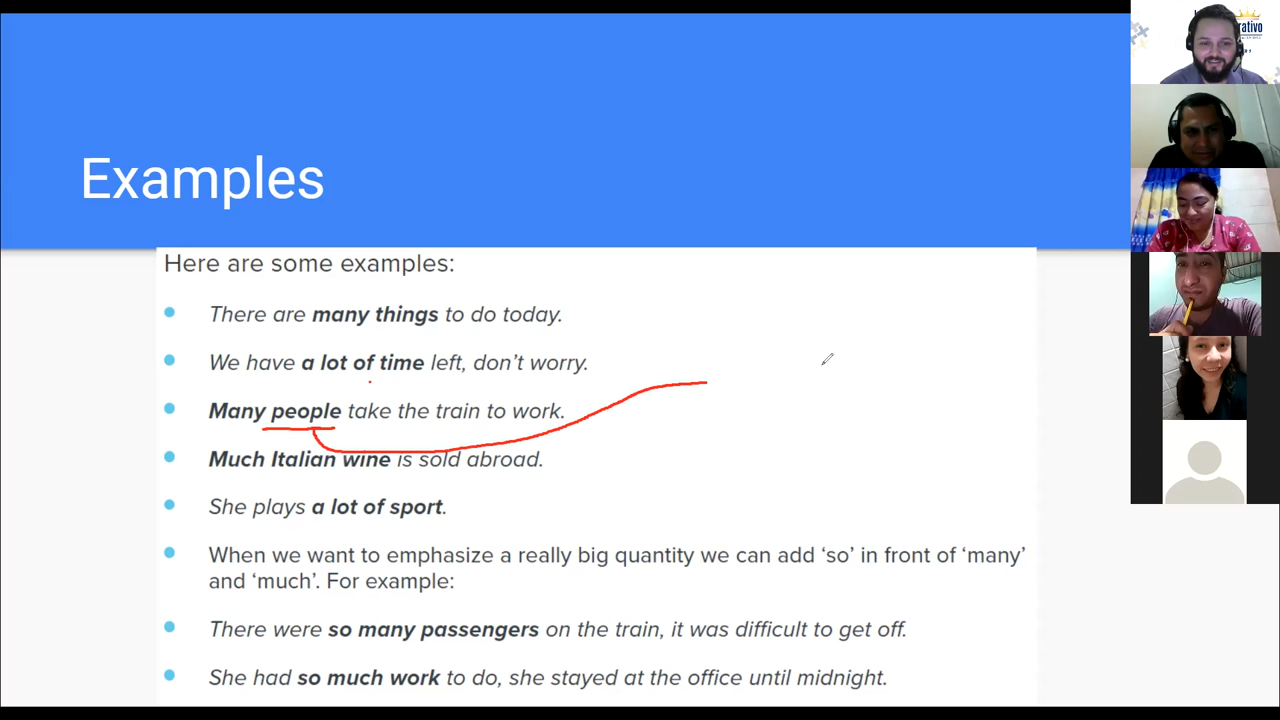 Examples
Here are some examples:
There are many things to do today.
We have a lot of time left, don't worry.
Many people take the train to work.
Much Italian wine is sold abroad.
She plays a lot of sport.
When we want to emphasize a really big quantity we can add ‘so’ in front of ‘many’
and ‘much’. For example:
There were so many passengers on the train, it was difficult to get off.
She had so much work to do, she stayed at the office until midnight.